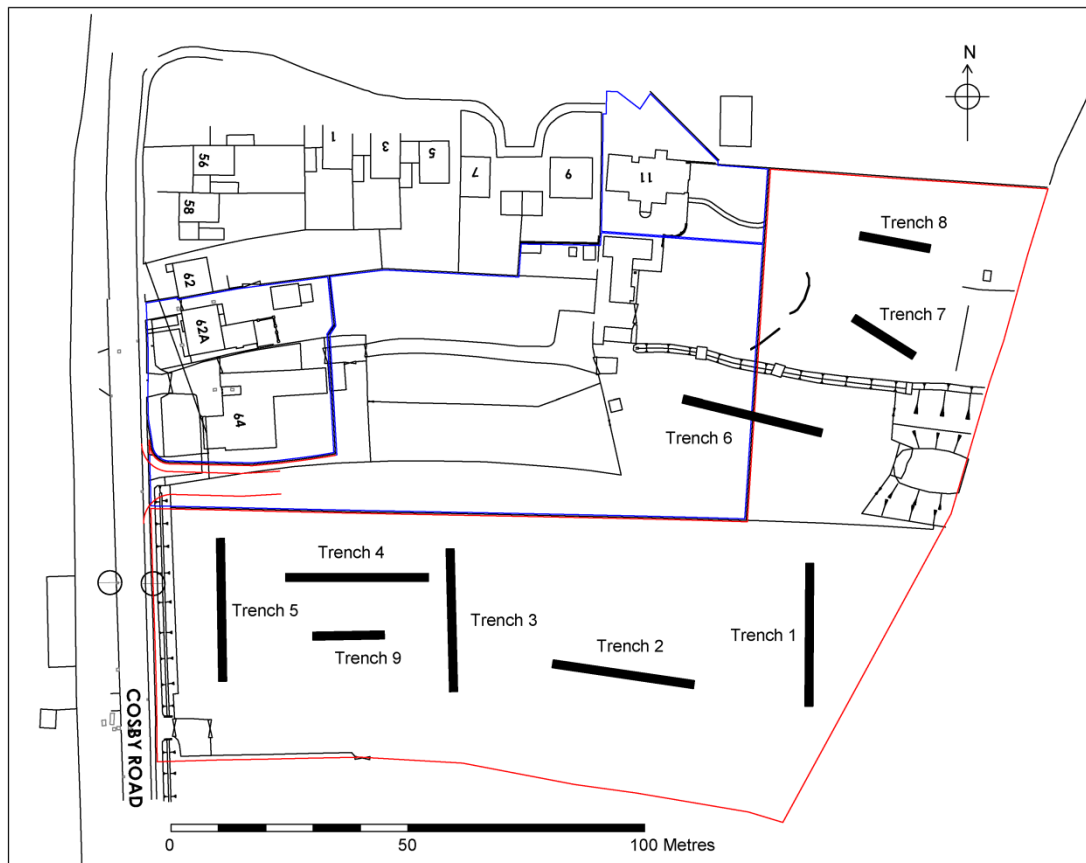 N
1
3
5
56
7
9
11
58
Trench 8
62
62A
Trench 7
64
Trench 6
Trench 4
Trench 5
Trench 3
Trench 1
Trench 2
Trench 9
COSBY ROAD
0
50
100 Metres